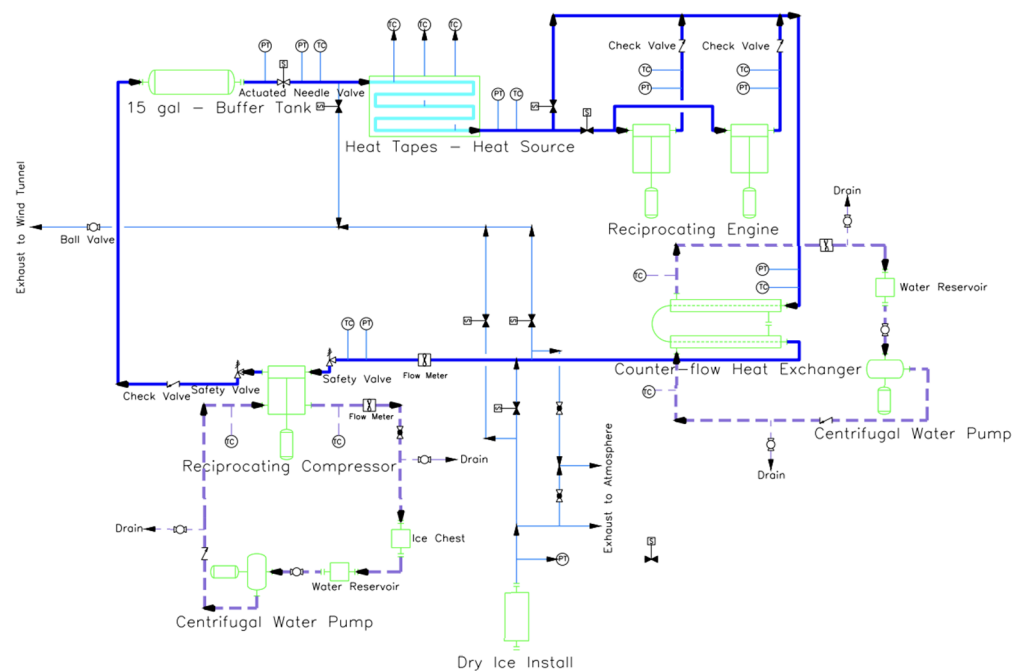 TC
TC
TC
PT
S
PT
TC
Check Valve
Check Valve
TC
TC
PT
PT
Actuated Needle Valve
15 gal - Buffer Tank
S
PT
TC
S
S
Heat Tapes - Heat Source
Exhaust to Wind Tunnel
Ball Valve
Reciprocating Engine
Drain
TC
PT
TC
Water Reservoir
TC
PT
S
S
Flow Meter
Safety Valve
Safety Valve
Check Valve
Counter-flow Heat Exchanger
TC
S
Flow Meter
TC
TC
Reciprocating Compressor
Drain
Centrifugal Water Pump
Drain
Exhaust to Atmosphere
Drain
Ice Chest
S
PT
Water Reservoir
Centrifugal Water Pump
Dry Ice Install